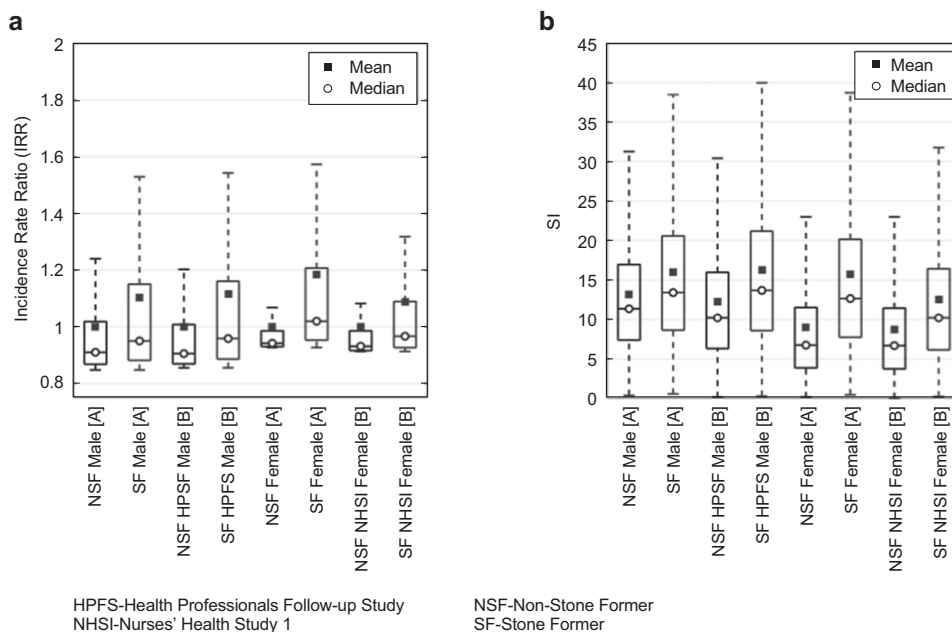 a
2
1.8
1.6
1.4
1.2
1
0.8
Incidence Rate Ratio (IRR)
Mean
Median
NSF Male [A]
SF Male [A]
NSF HPSF Male [B]
SF HPFS Male [B]
NSF Female [A]
SF Female [A]
NSF NHSI Female [B]
SF NHSI Female [B]
b
45
40
35
30
25
20
15
10
5
0
SI
Mean
Median
NSF Male [A]
SF Male [A]
NSF HPSF Male [B]
SF HPFS Male [B]
NSF Female [A]
SF Female [A]
NSF NHSI Female [B]
SF NHSI Female [B]
HPFS-Health Professionals Follow-up Study
NHSI-Nurses' Health Study 1
NSF-Non-Stone Former
SF-Stone Former